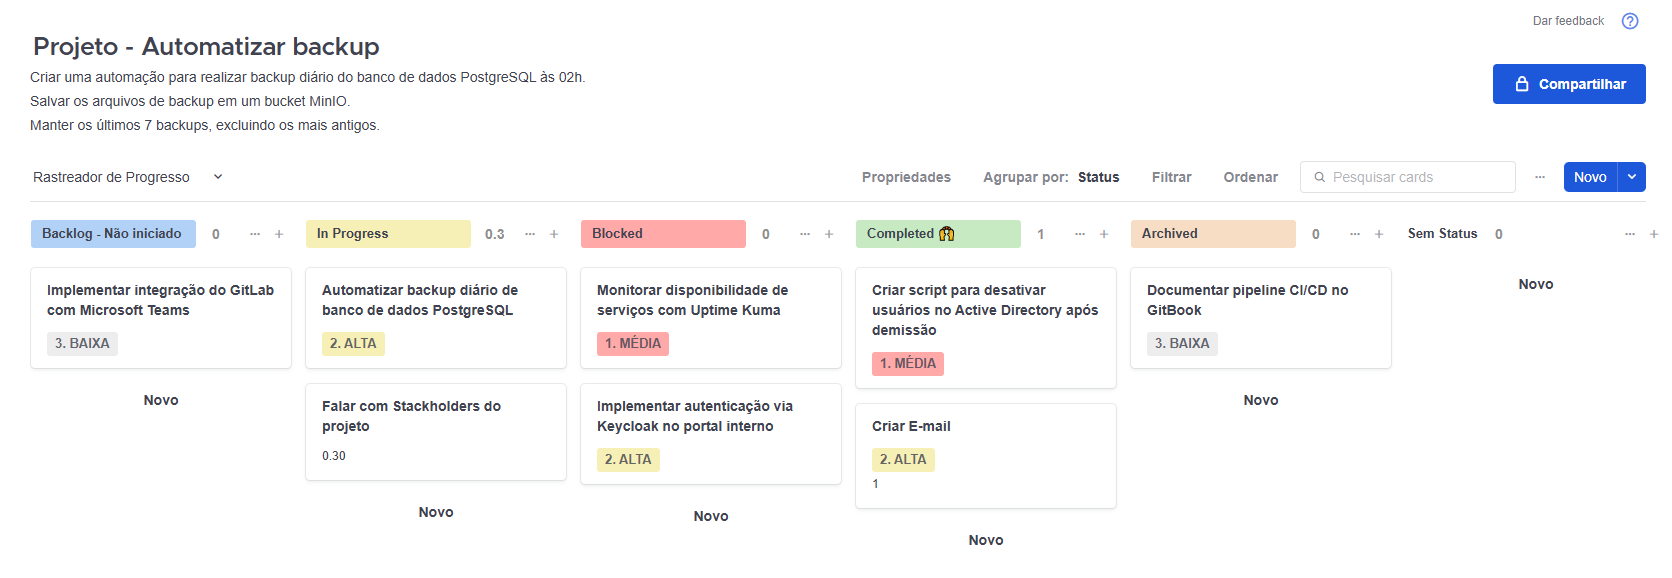 Dar feedback
Projeto - Automatizar backup
Criar uma automação para realizar backup diário do banco de dados PostgreSQL às 02h.
Salvar os arquivos de backup em um bucket MinIO.
Manter os últimos 7 backups, excluindo os mais antigos.
Compartilhar
Rastreador de Progresso
Propriedades
Agrupar por: Status
Filtrar
Ordenar
Pesquisar cards
Novo
Backlog - Não iniciado 0
Implementar integração do GitLab
com Microsoft Teams
3. BAIXA
Novo
In Progress 0.3
Automatizar backup diário de
banco de dados PostgreSQL
2. ALTA
Falar com Stackholders do
projeto
0.30
Novo
Blocked 0
Monitorar disponibilidade de
serviços com Uptime Kuma
1. MÉDIA
Implementar autenticação via
Keycloak no portal interno
2. ALTA
Novo
Completed 🙌 1
Criar script para desativar
usuários no Active Directory após
demissão
1. MÉDIA
Criar E-mail
2. ALTA
1
Novo
Archived 0
Documentar pipeline CI/CD no
GitBook
3. BAIXA
Novo
Sem Status 0
Novo